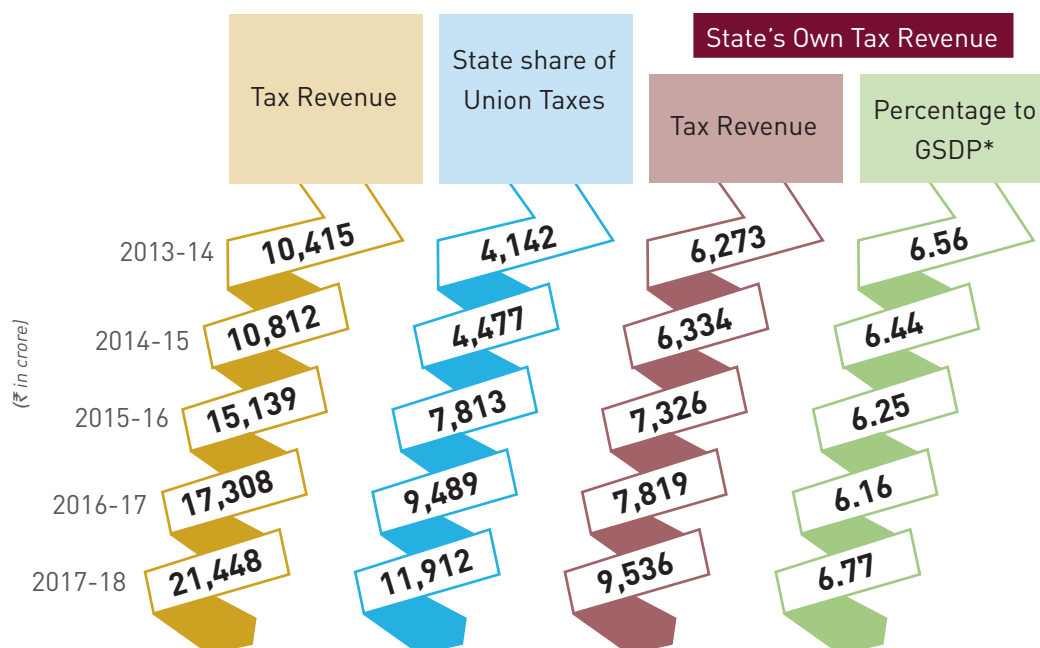 State's Own Tax Revenue
Tax Revenue
State share of
Union Taxes
Tax Revenue
Percentage to
GSDP*
(₹ in crore)
2013-14 10,415 4,142 6,273 6.56
2014-15 10,812 4,477 6,334 6.44
2015-16 15,139 7,813 7,326 6.25
2016-17 17,308 9,489 7,819 6.16
2017-18 21,448 11,912 9,536 6.77